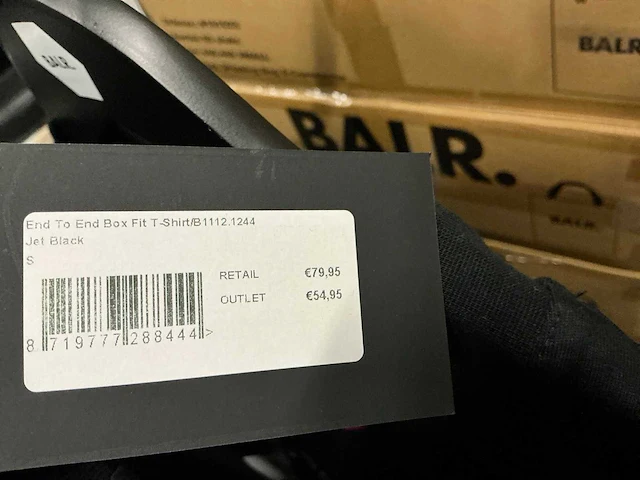 BALR.
BALR
BALR.
BALR.
End To End Box Fit T-Shirt/B1112.1244
Jet Black
S
RETAIL €79,95
OUTLET €54,95
8 719777 288444 >